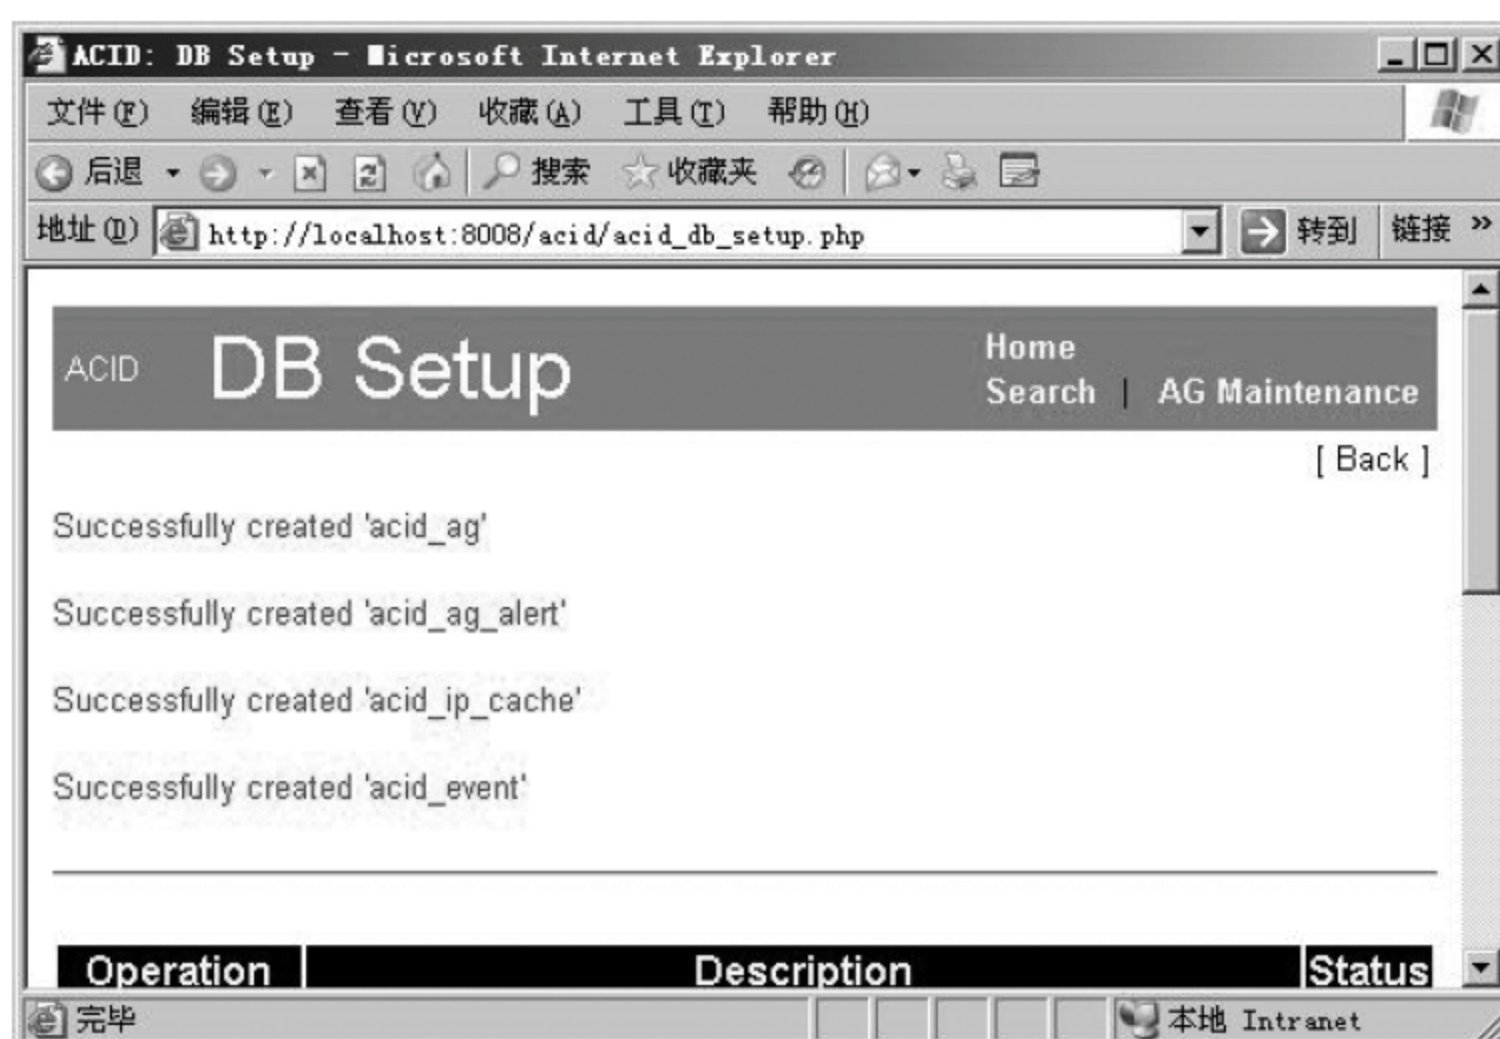 ACID: DB Setup - Microsoft Internet Explorer
文件(F) 编辑(E) 查看(V) 收藏(A) 工具(T) 帮助(H)
后退 搜索 收藏夹
地址(D) http://localhost:8008/acid/acid_db_setup.php 转到 链接 »
ACID DB Setup
Home
Search | AG Maintenance
[ Back ]
Successfully created 'acid_ag'
Successfully created 'acid_ag_alert'
Successfully created 'acid_ip_cache'
Successfully created 'acid_event'
Operation Description Status
完毕 本地 Intranet